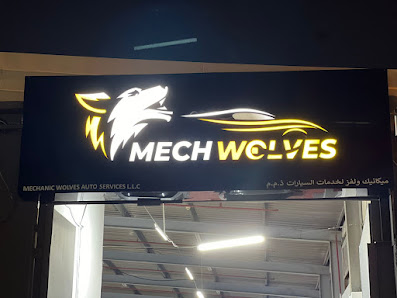 MECH WOLVES
MECHANIC WOLVES AUTO SERVICES L.L.C
ميكانيك ولفز لخدمات السيارات ذ.م.م